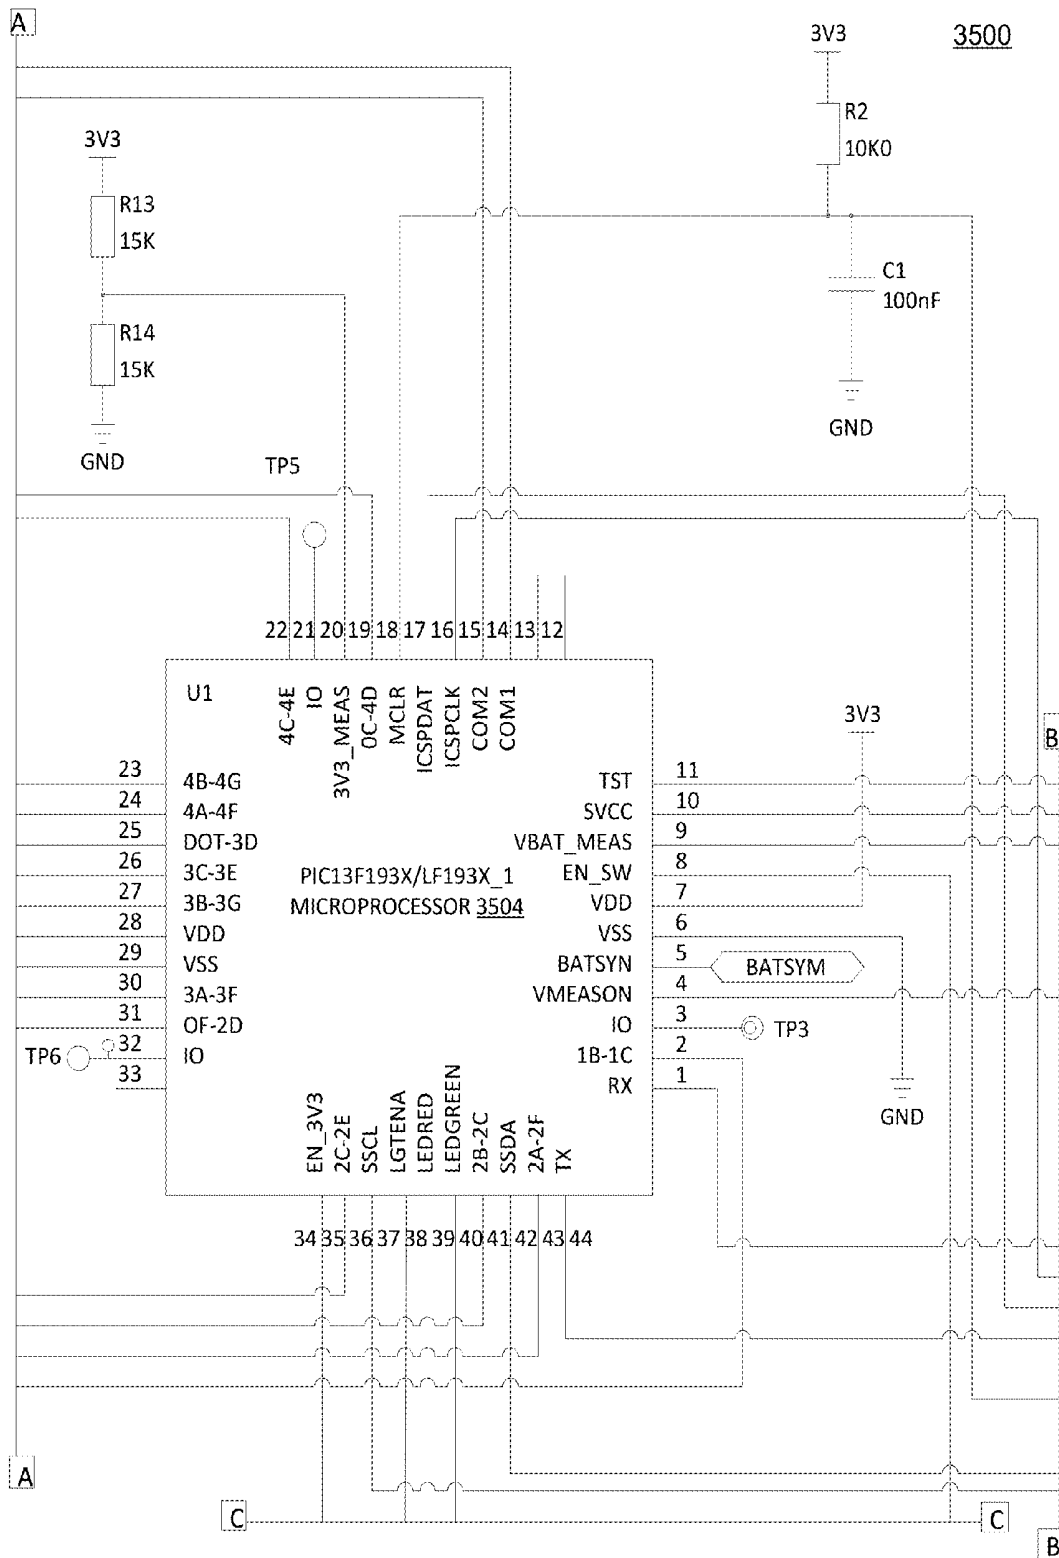 A
3V3
3500
R2
10K0
3V3
R13
15K
C1
100nF
R14
15K
GND
GND
TP5
22 21 20 19 18 17 16 15 14 13 12
U1
4C-4E
IO
3V3_MEAS
0C-4D
MCLR
ICSPDAT
ICSPCLK
COM2
COM1
3V3
B
23 4B-4G
24 4A-4F
25 DOT-3D
26 3C-3E
27 3B-3G
28 VDD
29 VSS
30 3A-3F
31 OF-2D
TP6 32 IO
33
PIC13F193X/LF193X_1
MICROPROCESSOR 3504
TST 11
SVCC 10
VBAT_MEAS 9
EN_SW 8
VDD 7
VSS 6
BATSYN 5 BATSYM
VMEASON 4
IO 3 TP3
1B-1C 2
RX 1
GND
EN_3V3
2C-2E
SSCL
LGTENA
LEDRED
LEDGREEN
2B-2C
SSDA
2A-2F
TX
34 35 36 37 38 39 40 41 42 43 44
A
C
C
B